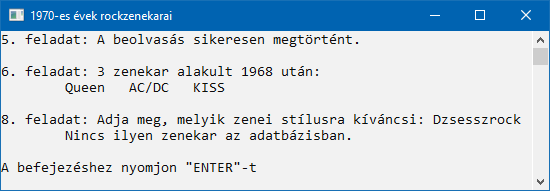 1970-es évek rockzenekarai
5. feladat: A beolvasás sikeresen megtörtént.
6. feladat: 3 zenekar alakult 1968 után:
Queen   AC/DC   KISS
8. feladat: Adja meg, melyik zenei stílusra kíváncsi: Dzsesszrock
Nincs ilyen zenekar az adatbázisban.
A befejezéshez nyomjon "ENTER"-t